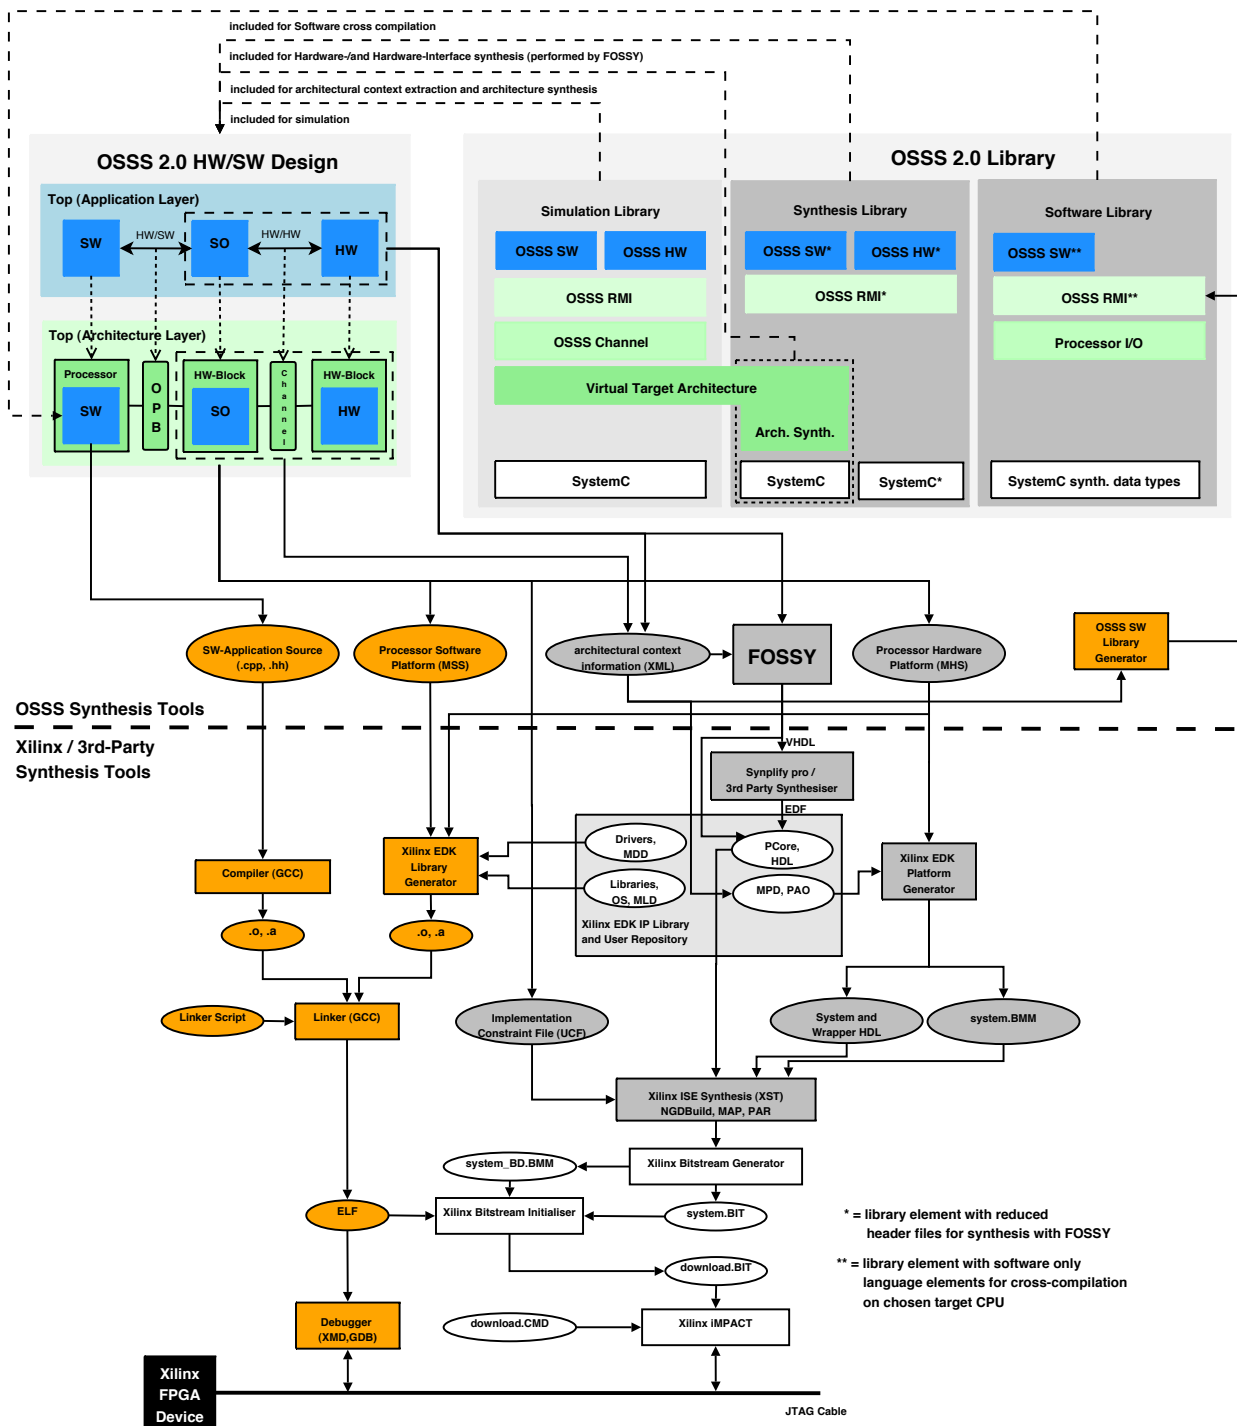 included for Software cross compilation
included for Hardware-/and Hardware-Interface synthesis (performed by FOSSY)
included for architectural context extraction and architecture synthesis
included for simulation
OSSS 2.0 HW/SW Design
OSSS 2.0 Library
Top (Application Layer)
SW
HW/SW
SO
HW/HW
HW
Top (Architecture Layer)
Processor
SW
O
P
B
HW-Block
SO
C
h
a
n
n
e
l
HW-Block
HW
Simulation Library
OSSS SW
OSSS HW
OSSS RMI
OSSS Channel
Virtual Target Architecture
Arch. Synth.
SystemC
Synthesis Library
OSSS SW*
OSSS HW*
OSSS RMI*
SystemC
SystemC*
Software Library
OSSS SW**
OSSS RMI**
Processor I/O
SystemC synth. data types
SW-Application Source
(.cpp, .hh)
Processor Software
Platform (MSS)
architectural context
information (XML)
FOSSY
Processor Hardware
Platform (MHS)
OSSS SW
Library
Generator
OSSS Synthesis Tools
Xilinx / 3rd-Party
Synthesis Tools
VHDL
Synplify pro /
3rd Party Synthesiser
EDF
Compiler (GCC)
Xilinx EDK
Library
Generator
Drivers,
MDD
Libraries,
OS, MLD
PCore,
HDL
MPD, PAO
Xilinx EDK IP Library
and User Repository
Xilinx EDK
Platform
Generator
.o, .a
.o, .a
Linker Script
Linker (GCC)
Implementation
Constraint File (UCF)
System and
Wrapper HDL
system.BMM
Xilinx ISE Synthesis (XST)
NGDBuild, MAP, PAR
system_BD.BMM
Xilinx Bitstream Generator
ELF
Xilinx Bitstream Initialiser
system.BIT
download.BIT
Debugger
(XMD,GDB)
download.CMD
Xilinx iMPACT
* = library element with reduced
header files for synthesis with FOSSY
** = library element with software only
language elements for cross-compilation
on chosen target CPU
Xilinx
FPGA
Device
JTAG Cable